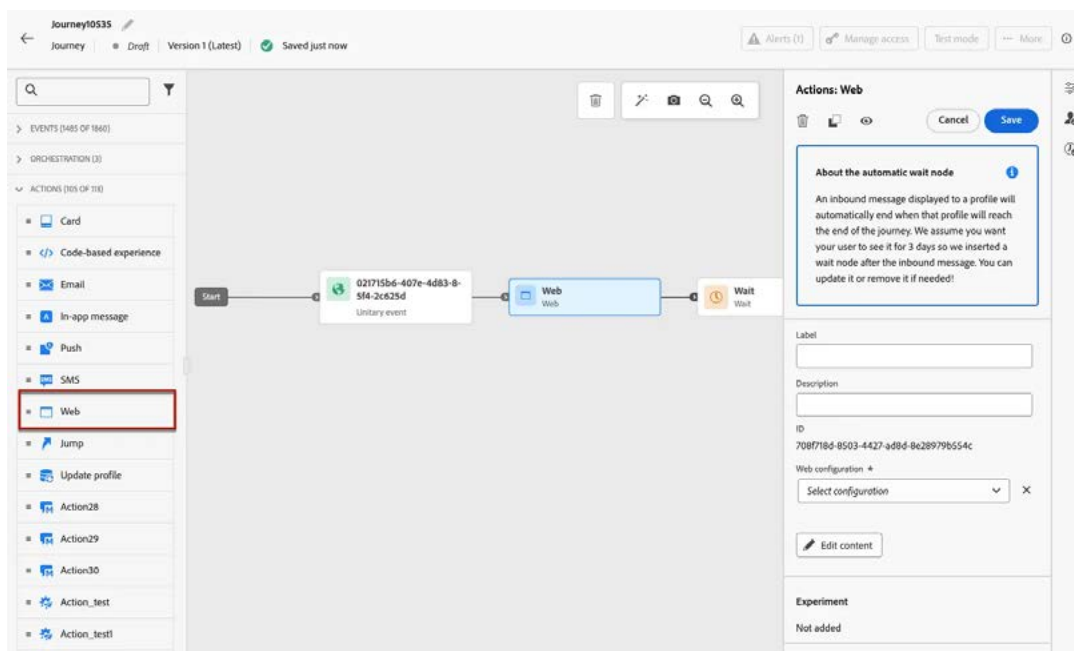 Journey10535
Journey Draft Version 1 (Latest) Saved just now
Alerts (1) Manage access Test mode ··· More
EVENTS (1485 OF 1860)
ORCHESTRATION (3)
ACTIONS (105 OF 118)
Card
Code-based experience
Email
In-app message
Push
SMS
Web
Jump
Update profile
Action28
Action29
Action30
Action_test
Action_test1
Start
021715b6-407e-4d83-8-
5f4-2c625d
Unitary event
Web
Web
Wait
Wait
Actions: Web
Cancel Save
About the automatic wait node
An inbound message displayed to a profile will
automatically end when that profile will reach
the end of the journey. We assume you want
your user to see it for 3 days so we inserted a
wait node after the inbound message. You can
update it or remove it if needed!
Label
Description
ID
708f718d-8503-4427-ad8d-8e28979b554c
Web configuration *
Select configuration
Edit content
Experiment
Not added